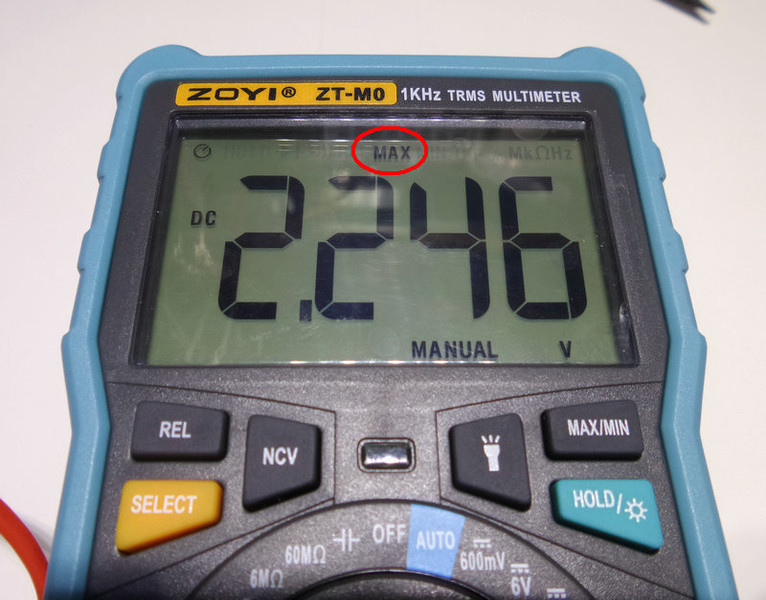 ZOYI® ZT-M0 1KHz TRMS MULTIMETER
MAX MkΩHz
DC 2.246
MANUAL V
REL NCV MAX/MIN
SELECT HOLD/
OFF AUTO
60MΩ 600mV
6MΩ 6V